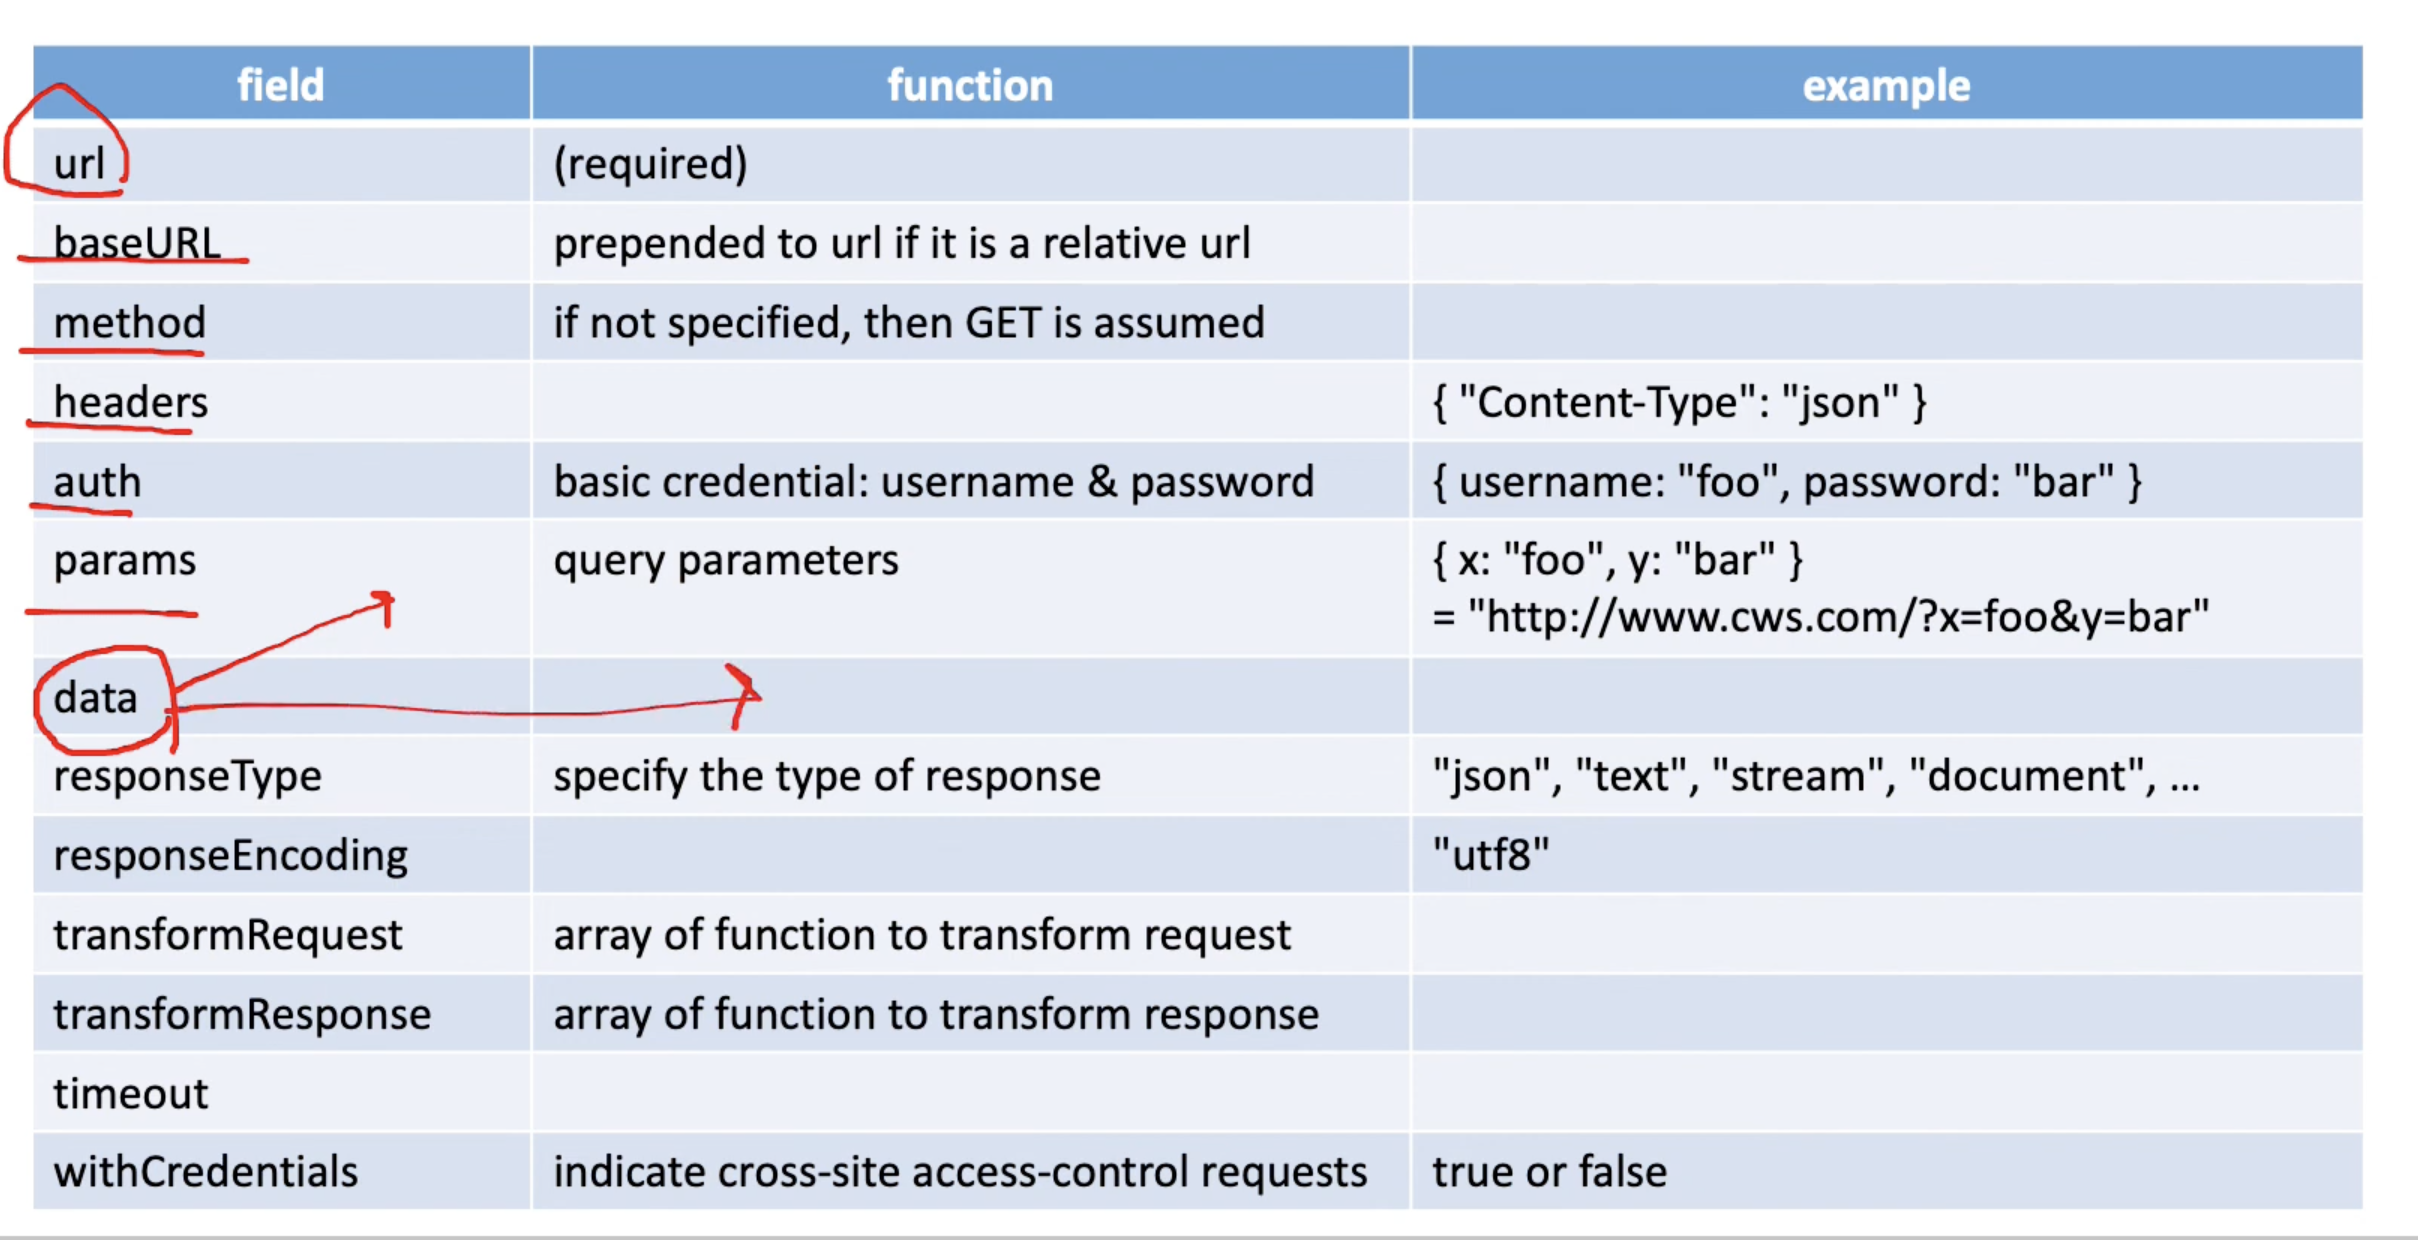 field function example
url (required)
baseURL prepended to url if it is a relative url
method if not specified, then GET is assumed
headers { "Content-Type": "json" }
auth basic credential: username & password { username: "foo", password: "bar" }
params query parameters { x: "foo", y: "bar" }
= "http://www.cws.com/?x=foo&y=bar"
data
responseType specify the type of response "json", "text", "stream", "document", ...
responseEncoding "utf8"
transformRequest array of function to transform request
transformResponse array of function to transform response
timeout
withCredentials indicate cross-site access-control requests true or false